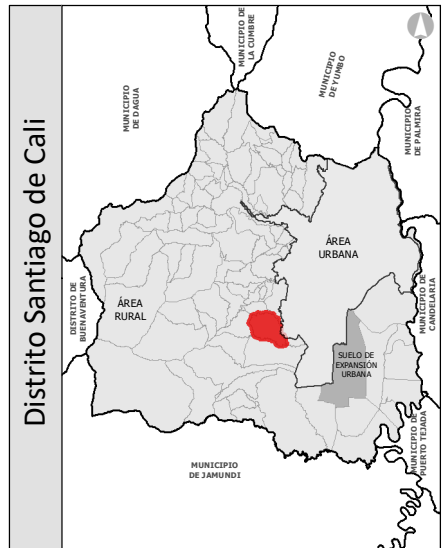 Distrito Santiago de Cali
MUNICIPIO DE
LA CUMBRE
MUNICIPIO
DE YUMBO
MUNICIPIO
DE DAGUA
MUNICIPIO
DE PALMIRA
ÁREA
URBANA
ÁREA
RURAL
DISTRITO DE
BUENAVENTURA
MUNICIPIO DE
CANDELARIA
SUELO DE
EXPANSIÓN
URBANA
MUNICIPIO DE
PUERTO TEJADA
MUNICIPIO
DE JAMUNDI